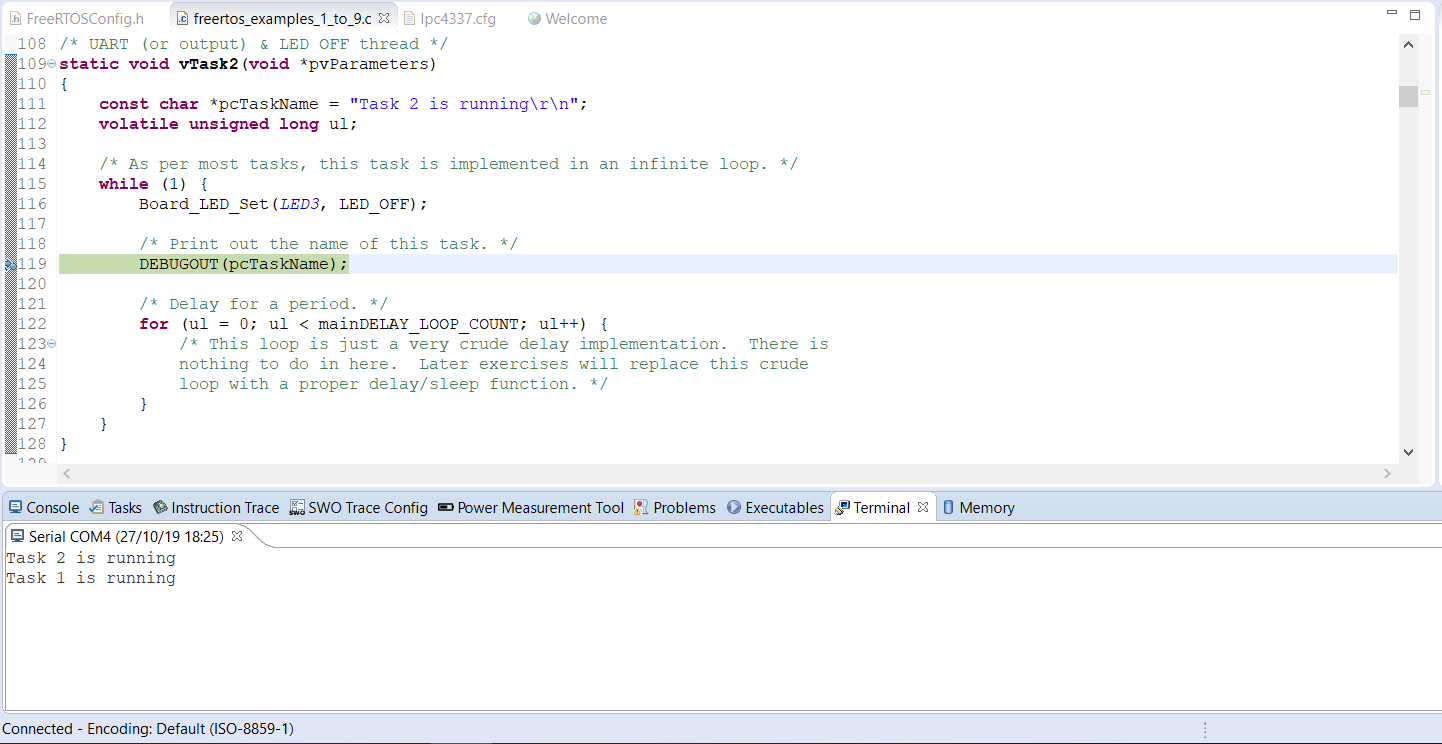 FreeRTOSConfig.h freertos_examples_1_to_9.c lpc4337.cfg Welcome
108 /* UART (or output) & LED OFF thread */
109 static void vTask2(void *pvParameters)
110 {
111 const char *pcTaskName = "Task 2 is running\r\n";
112 volatile unsigned long ul;
113
114 /* As per most tasks, this task is implemented in an infinite loop. */
115 while (1) {
116 Board_LED_Set(LED3, LED_OFF);
117
118 /* Print out the name of this task. */
119 DEBUGOUT(pcTaskName);
120
121 /* Delay for a period. */
122 for (ul = 0; ul < mainDELAY_LOOP_COUNT; ul++) {
123 /* This loop is just a very crude delay implementation.  There is
124 nothing to do in here.  Later exercises will replace this crude
125 loop with a proper delay/sleep function. */
126 }
127 }
128 }
Console Tasks Instruction Trace SWO Trace Config Power Measurement Tool Problems Executables Terminal Memory
Serial COM4 (27/10/19 18:25)
Task 2 is running
Task 1 is running
Connected - Encoding: Default (ISO-8859-1)